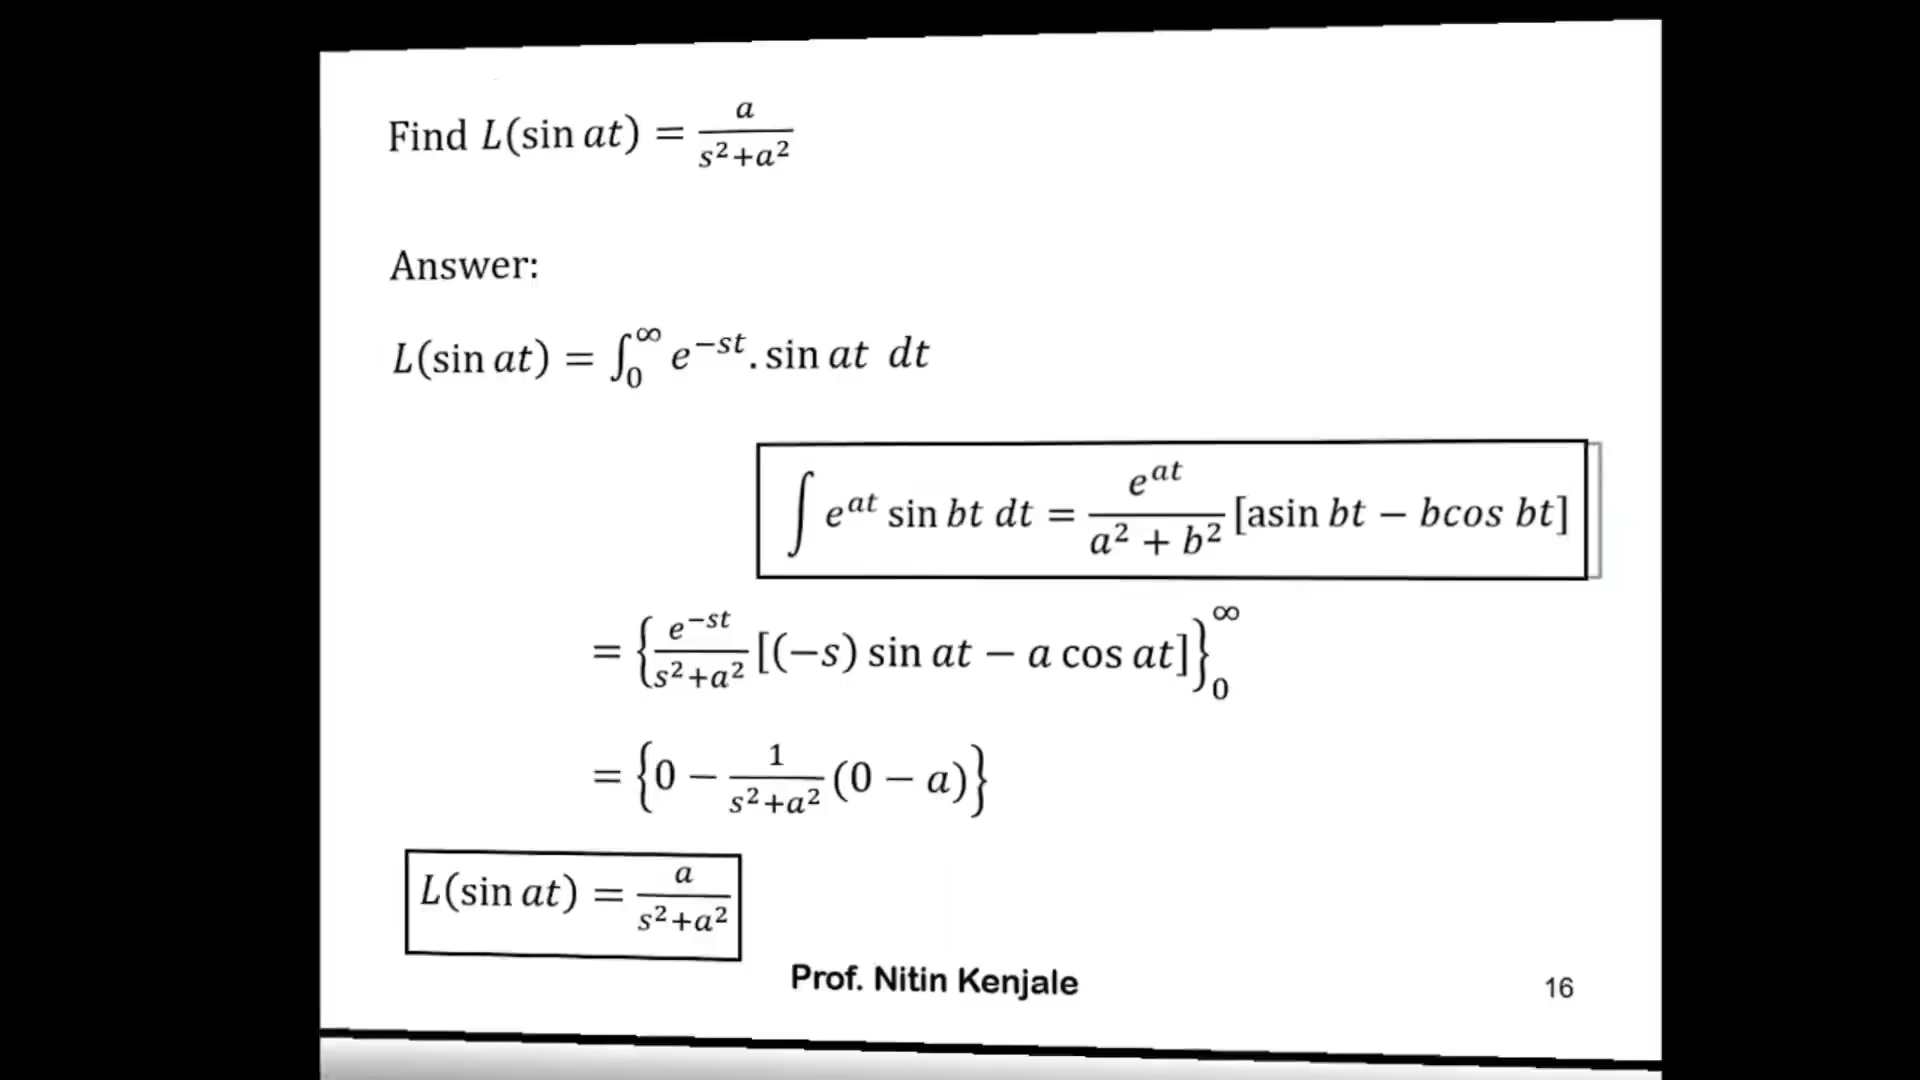 Find L(sin at) = a/(s²+a²)
Answer:
L(sin at) = ∫₀^∞ e^(−st). sin at dt
∫ e^(at) sin bt dt = e^(at)/(a² + b²) [asin bt − bcos bt]
= {e^(−st)/(s²+a²) [(−s) sin at − a cos at]}₀^∞
= {0 − 1/(s²+a²) (0 − a)}
L(sin at) = a/(s²+a²)
Prof. Nitin Kenjale
16